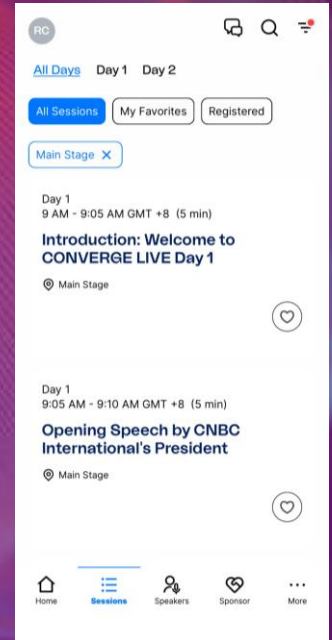 RC
All Days Day 1 Day 2
All Sessions My Favorites Registered
Main Stage X
Day 1
9 AM - 9:05 AM GMT +8 (5 min)
Introduction: Welcome to
CONVERGE LIVE Day 1
Main Stage
Day 1
9:05 AM - 9:10 AM GMT +8 (5 min)
Opening Speech by CNBC
International's President
Main Stage
Home Sessions Speakers Sponsor More